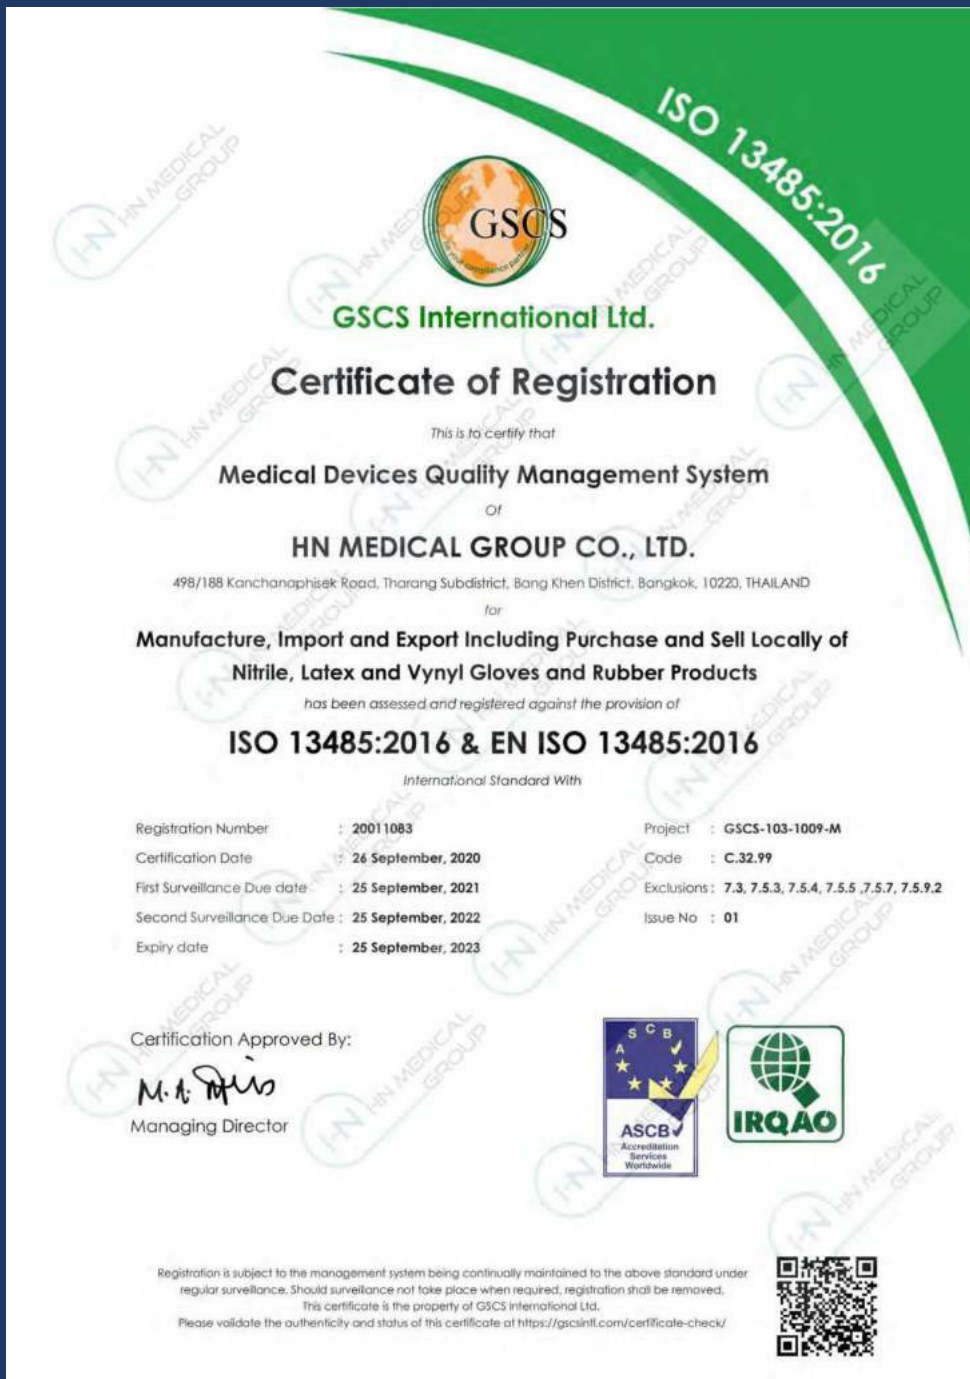 ISO 13485:2016
GSCS
your compliance partner
GSCS International Ltd.
Certificate of Registration
This is to certify that
Medical Devices Quality Management System
Of
HN MEDICAL GROUP CO., LTD.
498/188 Kanchanaphisek Road, Tharang Subdistrict, Bang Khen District, Bangkok, 10220, THAILAND
for
Manufacture, Import and Export Including Purchase and Sell Locally of
Nitrile, Latex and Vynyl Gloves and Rubber Products
has been assessed and registered against the provision of
ISO 13485:2016 & EN ISO 13485:2016
International Standard With
Registration Number : 20011083
Certification Date : 26 September, 2020
First Surveillance Due date : 25 September, 2021
Second Surveillance Due Date : 25 September, 2022
Expiry date : 25 September, 2023
Project : GSCS-103-1009-M
Code : C.32.99
Exclusions : 7.3, 7.5.3, 7.5.4, 7.5.5 ,7.5.7, 7.5.9.2
Issue No : 01
Certification Approved By:
M.A.
Managing Director
A S C B
ASCB
Accreditation
Services
Worldwide
IRQAO
Registration is subject to the management system being continually maintained to the above standard under
regular surveillance. Should surveillance not take place when required, registration shall be removed.
This certificate is the property of GSCS International Ltd.
Please validate the authenticity and status of this certificate at https://gscsintl.com/certificate-check/
HN MEDICAL
GROUP